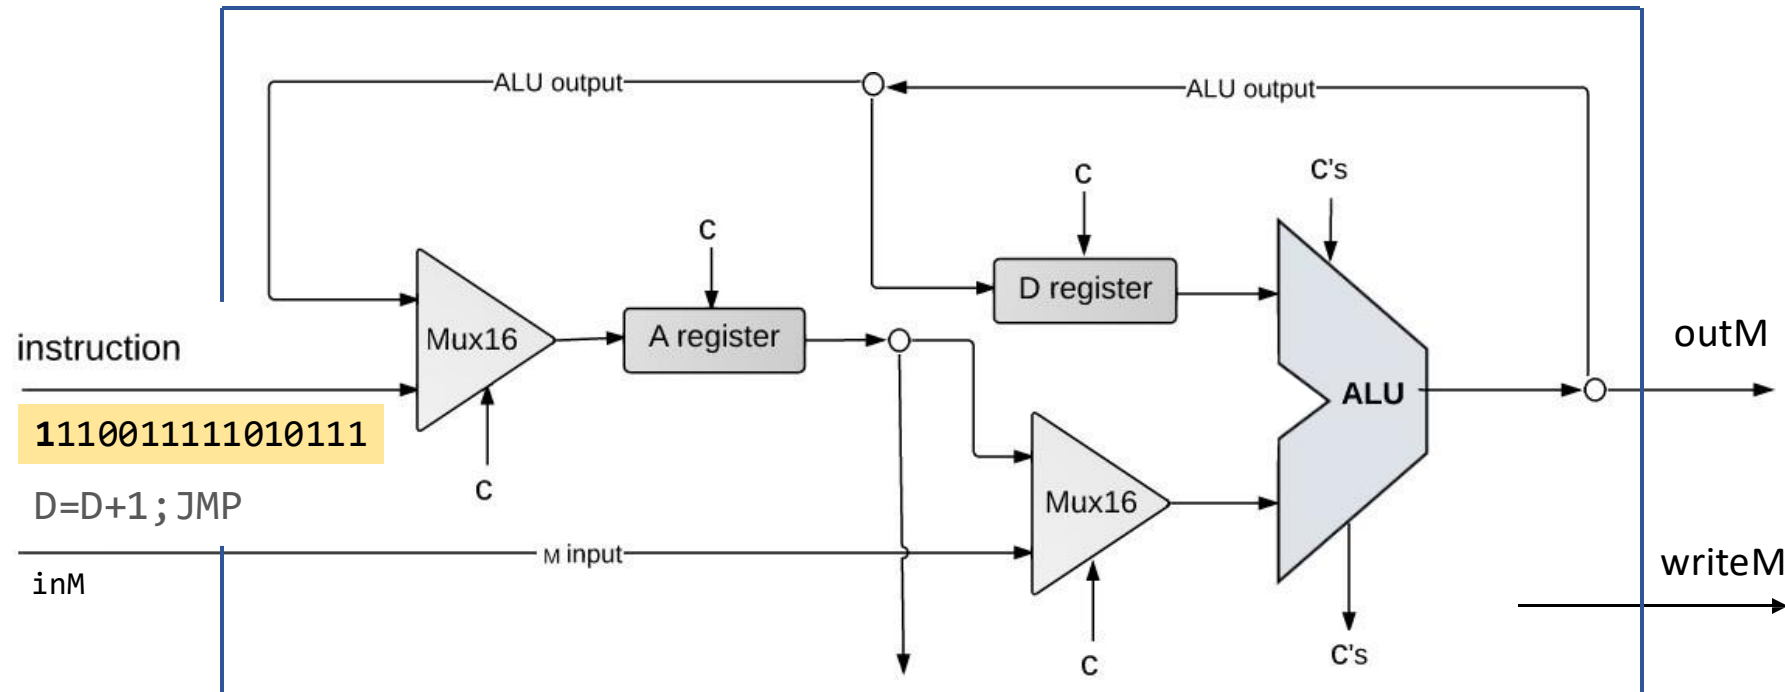 ALU output
ALU output
c
c's
c
D register
instruction
Mux16
A register
outM
ALU
1110011111010111
c
D=D+1;JMP
Mux16
M input
writeM
inM
c
c's